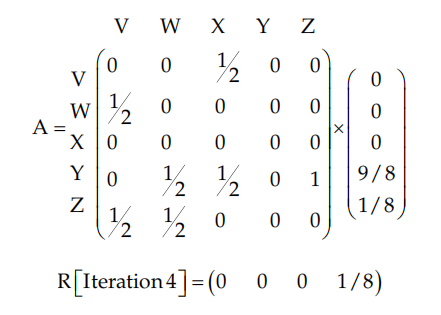 V W X Y Z
V 0 0 1/2 0 0 0
W 1/2 0 0 0 0 0
A = X 0 0 0 0 0 × 0
Y 0 1/2 1/2 0 1 9/8
Z 1/2 1/2 0 0 0 1/8
R[Iteration 4] = (0 0 0 1/8)